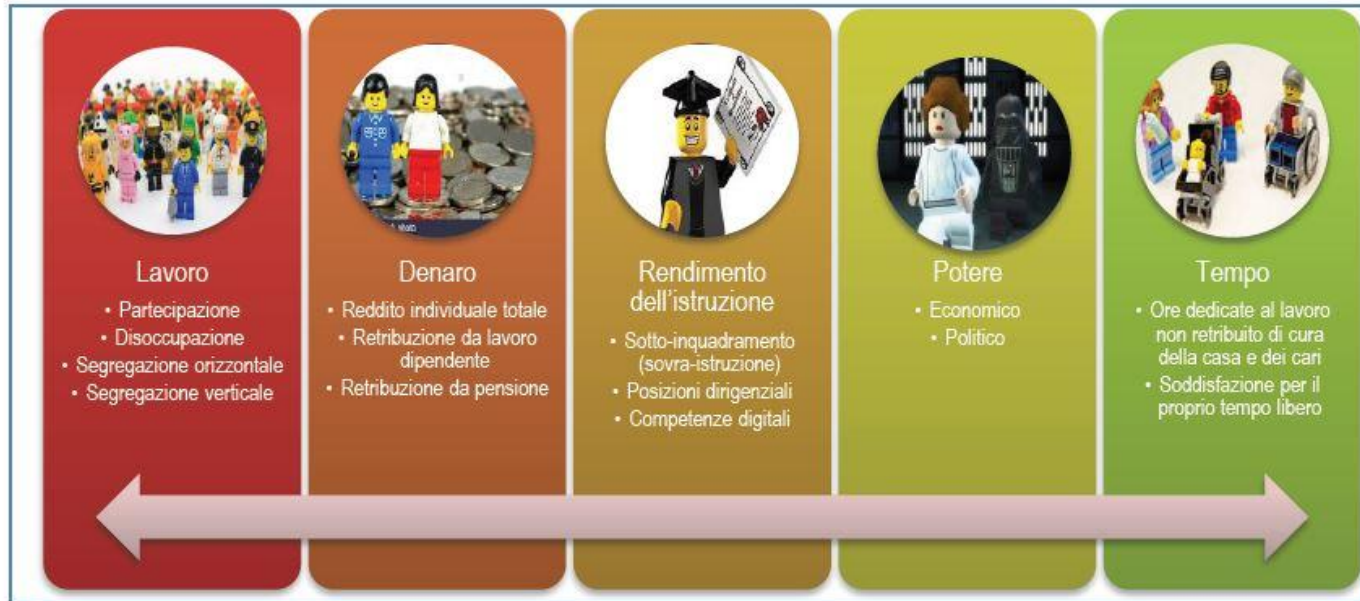 Lavoro
• Partecipazione
• Disoccupazione
• Segregazione orizzontale
• Segregazione verticale
Denaro
• Reddito individuale totale
• Retribuzione da lavoro
dipendente
• Retribuzione da pensione
Rendimento
dell'istruzione
• Sotto-inquadramento
(sovra-istruzione)
• Posizioni dirigenziali
• Competenze digitali
Potere
• Economico
• Politico
Tempo
• Ore dedicate al lavoro
non retribuito di cura
della casa e dei cari
• Soddisfazione per il
proprio tempo libero